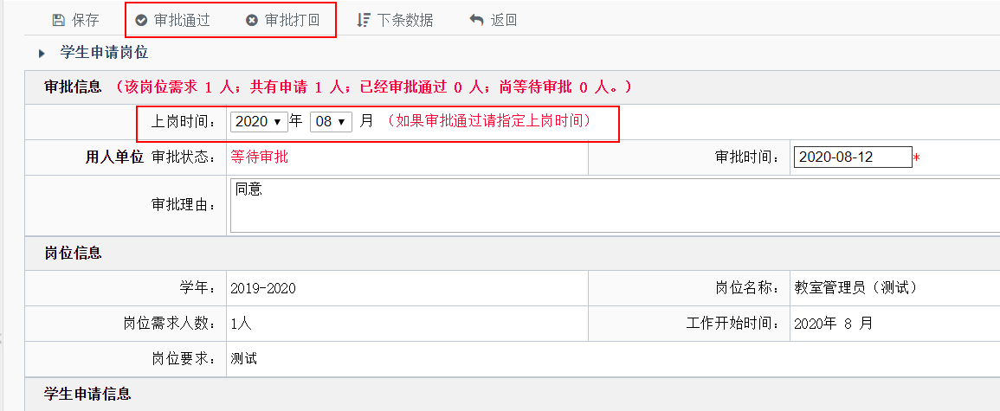 保存 审批通过 审批打回 下条数据 返回
学生申请岗位
审批信息 （该岗位需求 1 人；共有申请 1 人；已经审批通过 0 人；尚等待审批 0 人。）
上岗时间： 2020 年 08 月 （如果审批通过请指定上岗时间）
用人单位 审批状态： 等待审批 审批时间： 2020-08-12 *
审批理由： 同意
岗位信息
学年： 2019-2020 岗位名称： 教室管理员（测试）
岗位需求人数： 1人 工作开始时间： 2020年 8 月
岗位要求： 测试
学生申请信息